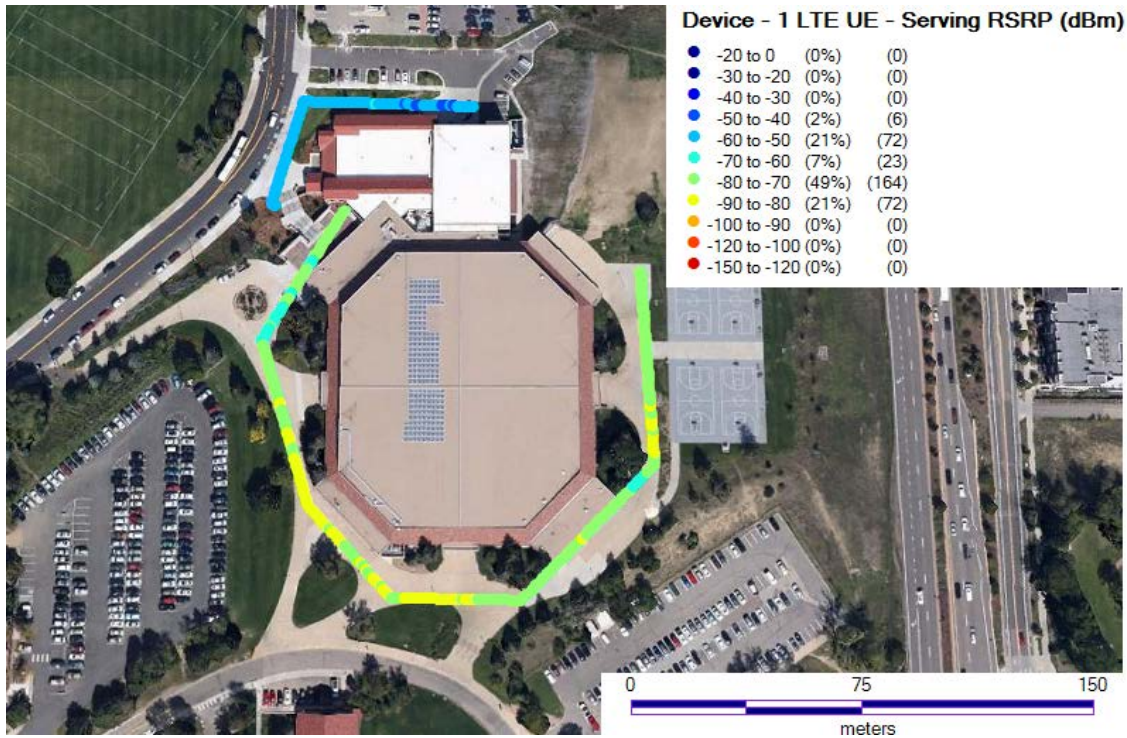 Device - 1 LTE UE - Serving RSRP (dBm)
-20 to 0 (0%) (0)
-30 to -20 (0%) (0)
-40 to -30 (0%) (0)
-50 to -40 (2%) (6)
-60 to -50 (21%) (72)
-70 to -60 (7%) (23)
-80 to -70 (49%) (164)
-90 to -80 (21%) (72)
-100 to -90 (0%) (0)
-120 to -100 (0%) (0)
-150 to -120 (0%) (0)
0 75 150
meters